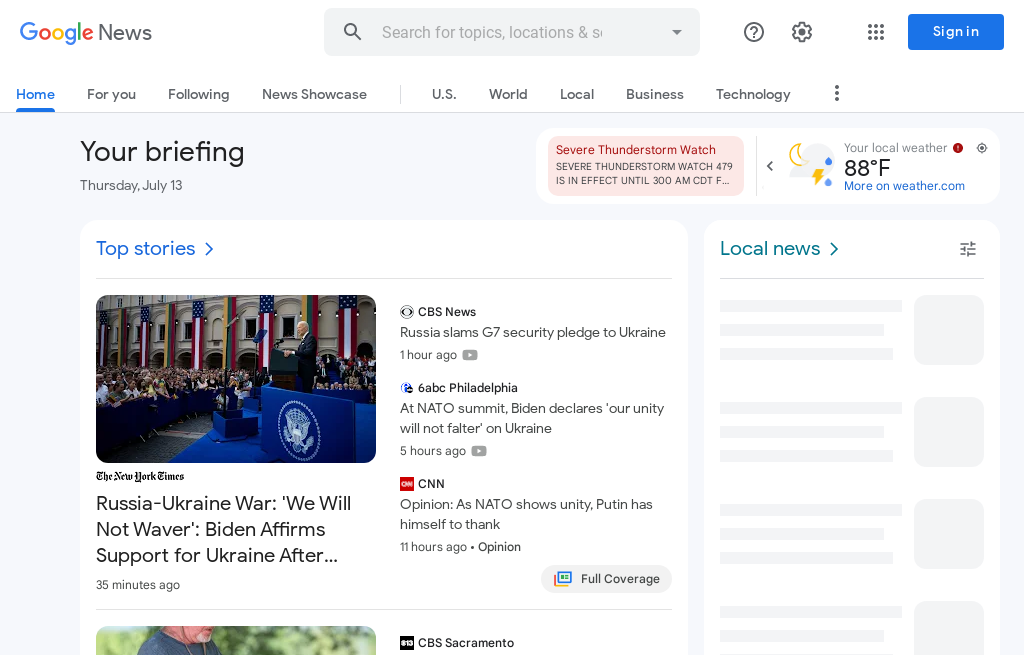 Google News
Search for topics, locations & s
Sign in
Home
For you
Following
News Showcase
U.S.
World
Local
Business
Technology
Your briefing
Thursday, July 13
Severe Thunderstorm Watch
SEVERE THUNDERSTORM WATCH 479
IS IN EFFECT UNTIL 300 AM CDT F...
Your local weather
88°F
More on weather.com
Top stories
The New York Times
Russia-Ukraine War: 'We Will
Not Waver': Biden Affirms
Support for Ukraine After...
35 minutes ago
CBS News
Russia slams G7 security pledge to Ukraine
1 hour ago
6abc Philadelphia
At NATO summit, Biden declares 'our unity
will not falter' on Ukraine
5 hours ago
CNN
CNN
Opinion: As NATO shows unity, Putin has
himself to thank
11 hours ago • Opinion
Full Coverage
CBS Sacramento
Local news